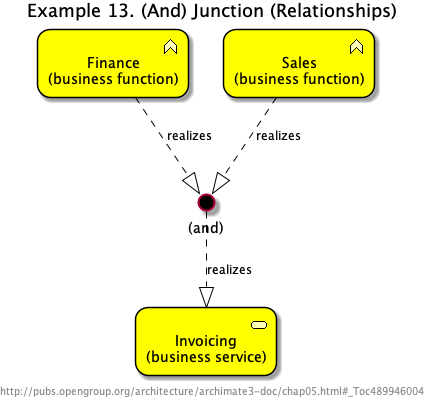 Example 13. (And) Junction (Relationships)
Finance
(business function)
Sales
(business function)
realizes
realizes
(and)
realizes
Invoicing
(business service)
http://pubs.opengroup.org/architecture/archimate3-doc/chap05.html#_Toc489946004